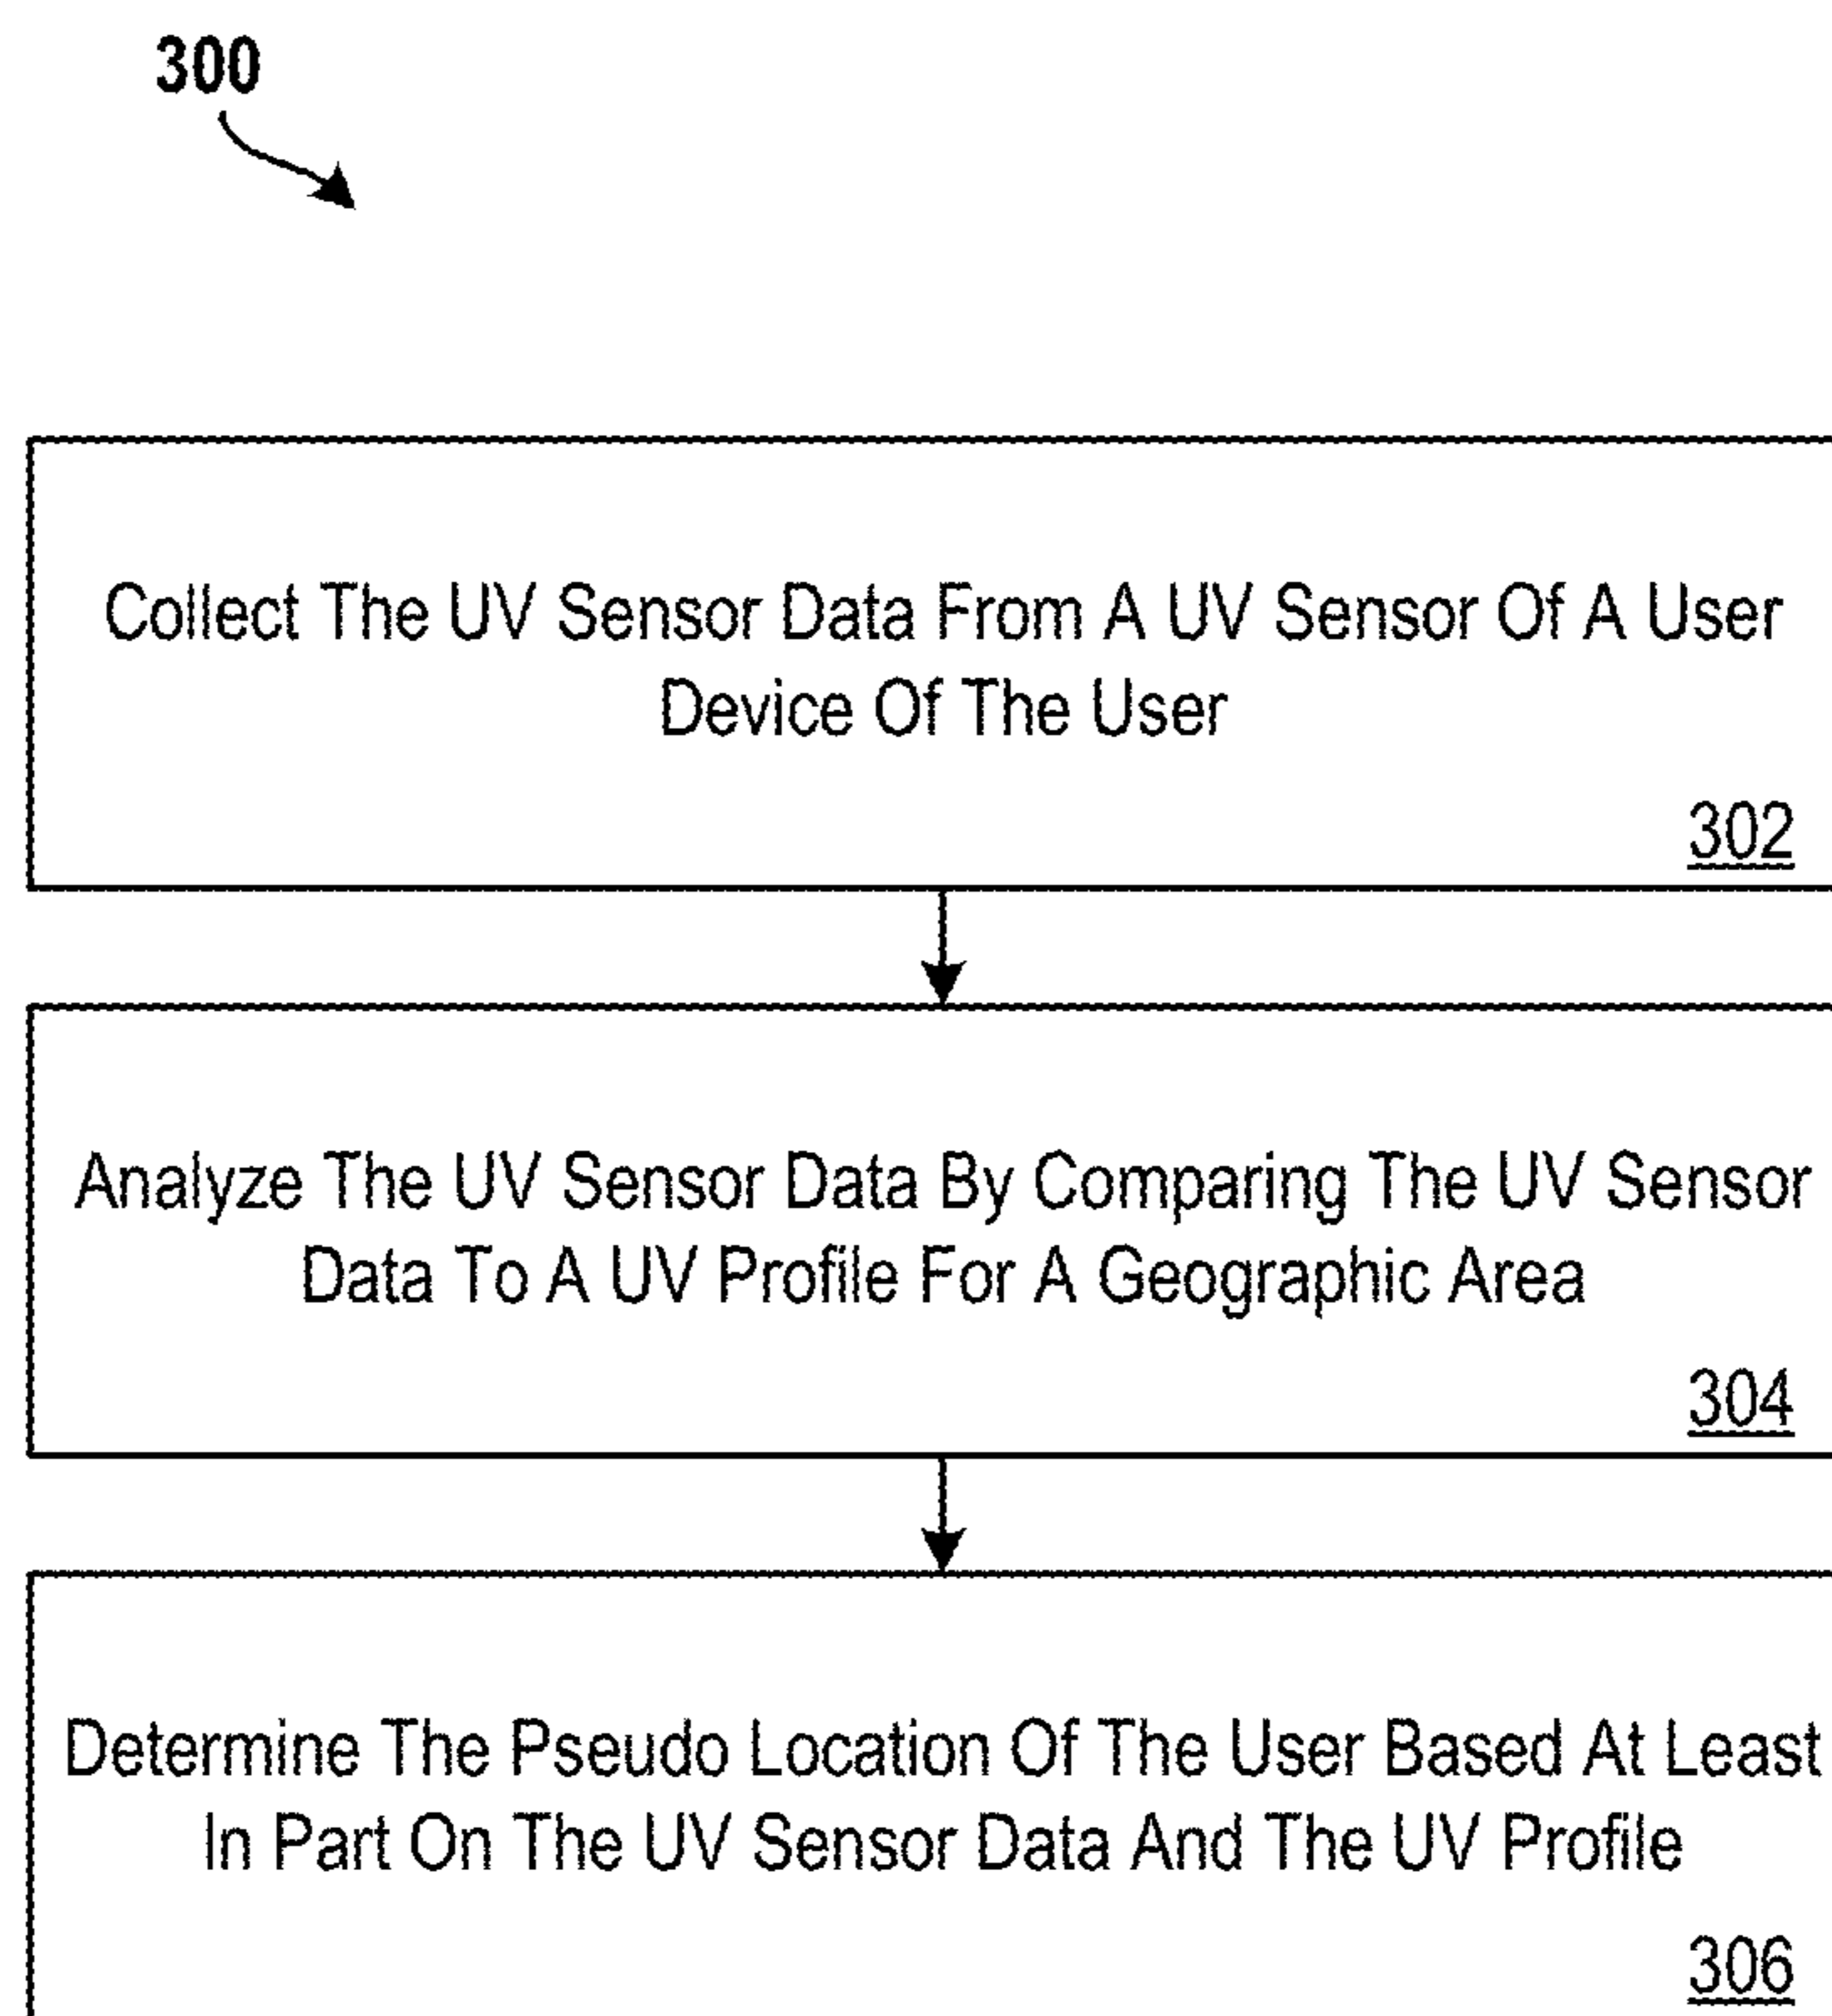 300
Collect The UV Sensor Data From A UV Sensor Of A User
Device Of The User
302
Analyze The UV Sensor Data By Comparing The UV Sensor
Data To A UV Profile For A Geographic Area
304
Determine The Pseudo Location Of The User Based At Least
In Part On The UV Sensor Data And The UV Profile
306